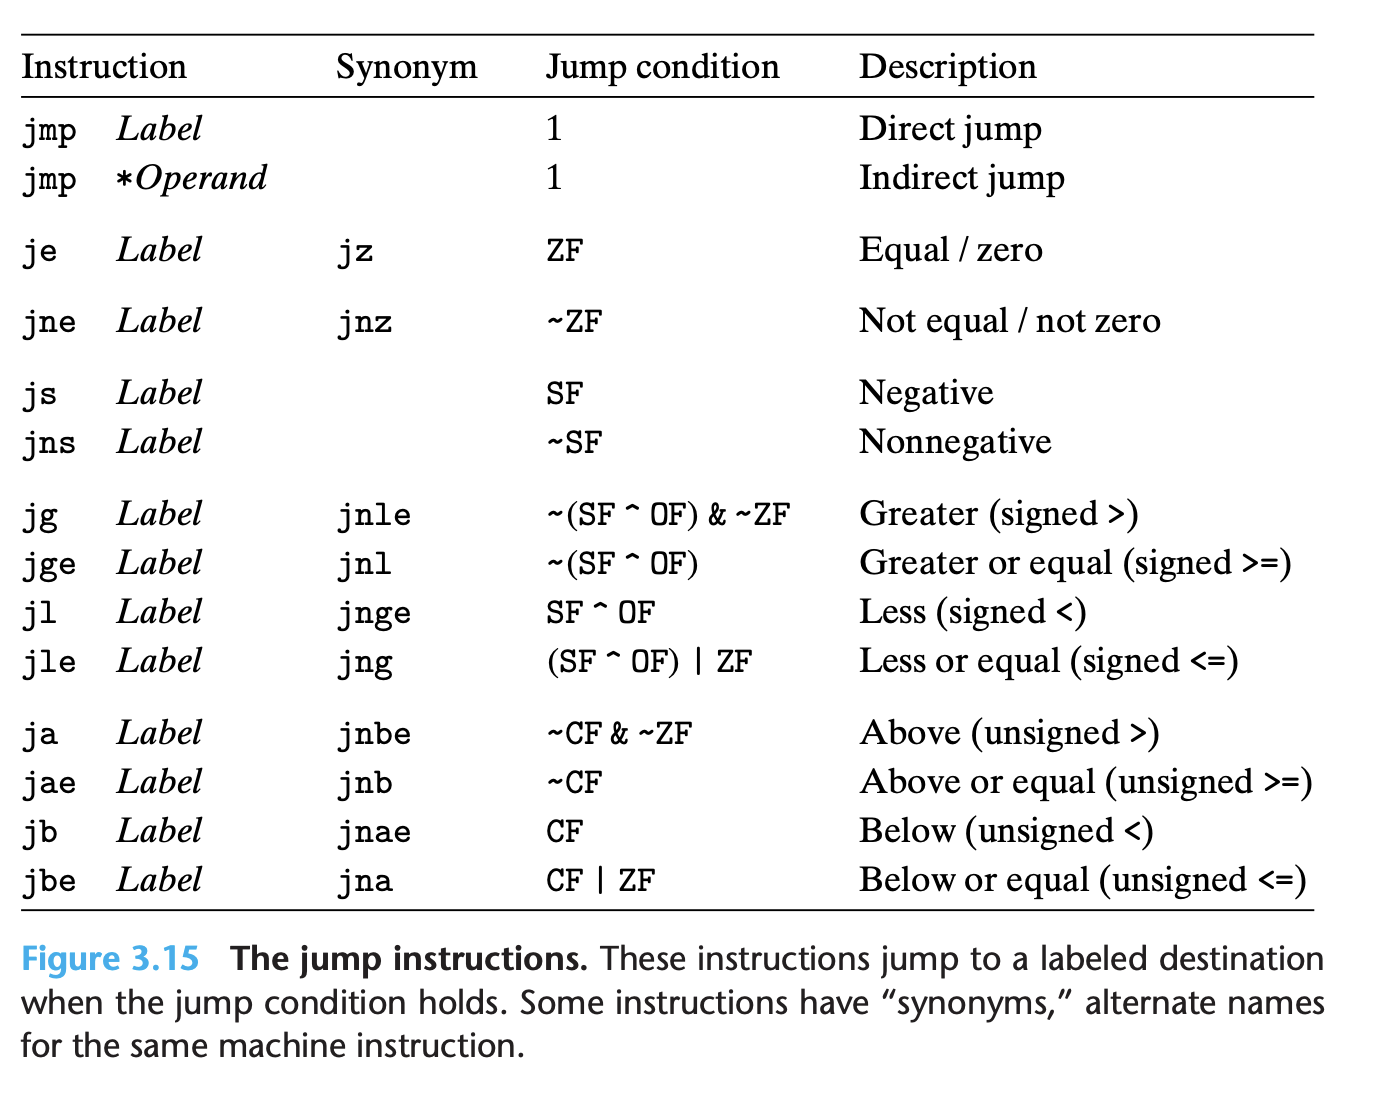 Instruction Synonym Jump condition Description
jmp Label 1 Direct jump
jmp *Operand 1 Indirect jump
je Label jz ZF Equal / zero
jne Label jnz ~ZF Not equal / not zero
js Label SF Negative
jns Label ~SF Nonnegative
jg Label jnle ~(SF ^ OF) & ~ZF Greater (signed >)
jge Label jnl ~(SF ^ OF) Greater or equal (signed >=)
jl Label jnge SF ^ OF Less (signed <)
jle Label jng (SF ^ OF) | ZF Less or equal (signed <=)
ja Label jnbe ~CF & ~ZF Above (unsigned >)
jae Label jnb ~CF Above or equal (unsigned >=)
jb Label jnae CF Below (unsigned <)
jbe Label jna CF | ZF Below or equal (unsigned <=)
Figure 3.15 The jump instructions. These instructions jump to a labeled destination
when the jump condition holds. Some instructions have “synonyms,” alternate names
for the same machine instruction.